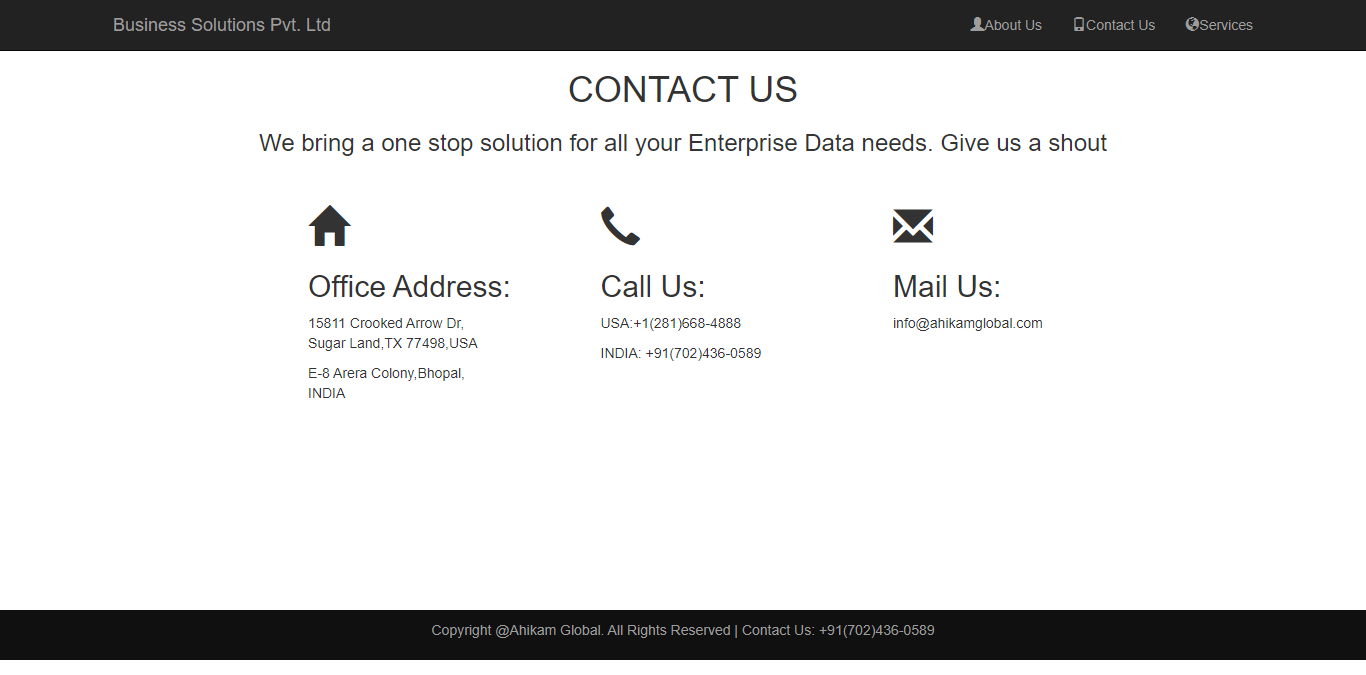 Business Solutions Pvt. Ltd
About Us
Contact Us
Services
CONTACT US
We bring a one stop solution for all your Enterprise Data needs. Give us a shout
Office Address:
15811 Crooked Arrow Dr,
Sugar Land,TX 77498,USA
E-8 Arera Colony,Bhopal,
INDIA
Call Us:
USA:+1(281)668-4888
INDIA: +91(702)436-0589
Mail Us:
info@ahikamglobal.com
Copyright @Ahikam Global. All Rights Reserved | Contact Us: +91(702)436-0589